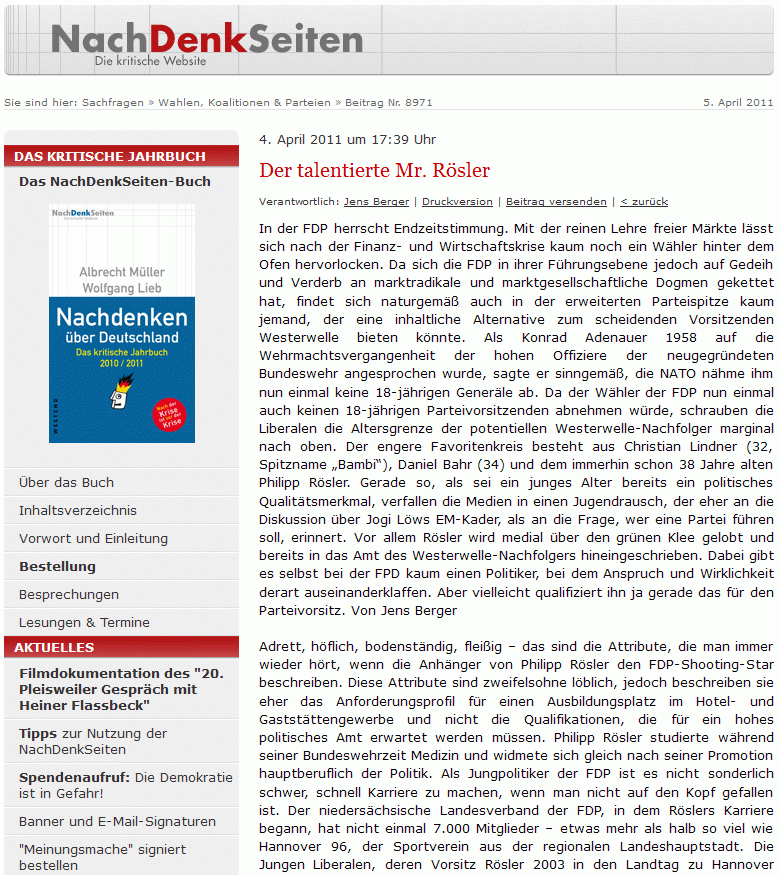 NachDenkSeiten
Die kritische Website
Sie sind hier: Sachfragen » Wahlen, Koalitionen & Parteien » Beitrag Nr. 8971
5. April 2011
DAS KRITISCHE JAHRBUCH
Das NachDenkSeiten-Buch
NachDenkSeiten
Die kritische Website
Albrecht Müller
Wolfgang Lieb
Nachdenken
über Deutschland
Das kritische Jahrbuch
2010 / 2011
Nach der
Krise
ist vor der
Krise
WESTEND
Über das Buch
Inhaltsverzeichnis
Vorwort und Einleitung
Bestellung
Besprechungen
Lesungen & Termine
AKTUELLES
Filmdokumentation des "20.
Pleisweiler Gespräch mit
Heiner Flassbeck"
Tipps zur Nutzung der
NachDenkSeiten
Spendenaufruf: Die Demokratie
ist in Gefahr!
Banner und E-Mail-Signaturen
"Meinungsmache" signiert
bestellen
4. April 2011 um 17:39 Uhr
Der talentierte Mr. Rösler
Verantwortlich: Jens Berger | Druckversion | Beitrag versenden | < zurück
In der FDP herrscht Endzeitstimmung. Mit der reinen Lehre freier Märkte lässt
sich nach der Finanz- und Wirtschaftskrise kaum noch ein Wähler hinter dem
Ofen hervorlocken. Da sich die FDP in ihrer Führungsebene jedoch auf Gedeih
und Verderb an marktradikale und marktgesellschaftliche Dogmen gekettet
hat, findet sich naturgemäß auch in der erweiterten Parteispitze kaum
jemand, der eine inhaltliche Alternative zum scheidenden Vorsitzenden
Westerwelle bieten könnte. Als Konrad Adenauer 1958 auf die
Wehrmachtsvergangenheit der hohen Offiziere der neugegründeten
Bundeswehr angesprochen wurde, sagte er sinngemäß, die NATO nähme ihm
nun einmal keine 18-jährigen Generäle ab. Da der Wähler der FDP nun einmal
auch keinen 18-jährigen Parteivorsitzenden abnehmen würde, schrauben die
Liberalen die Altersgrenze der potentiellen Westerwelle-Nachfolger marginal
nach oben. Der engere Favoritenkreis besteht aus Christian Lindner (32,
Spitzname „Bambi“), Daniel Bahr (34) und dem immerhin schon 38 Jahre alten
Philipp Rösler. Gerade so, als sei ein junges Alter bereits ein politisches
Qualitätsmerkmal, verfallen die Medien in einen Jugendrausch, der eher an die
Diskussion über Jogi Löws EM-Kader, als an die Frage, wer eine Partei führen
soll, erinnert. Vor allem Rösler wird medial über den grünen Klee gelobt und
bereits in das Amt des Westerwelle-Nachfolgers hineingeschrieben. Dabei gibt
es selbst bei der FPD kaum einen Politiker, bei dem Anspruch und Wirklichkeit
derart auseinanderklaffen. Aber vielleicht qualifiziert ihn ja gerade das für den
Parteivorsitz. Von Jens Berger
Adrett, höflich, bodenständig, fleißig – das sind die Attribute, die man immer
wieder hört, wenn die Anhänger von Philipp Rösler den FDP-Shooting-Star
beschreiben. Diese Attribute sind zweifelsohne löblich, jedoch beschreiben sie
eher das Anforderungsprofil für einen Ausbildungsplatz im Hotel- und
Gaststättengewerbe und nicht die Qualifikationen, die für ein hohes
politisches Amt erwartet werden müssen. Philipp Rösler studierte während
seiner Bundeswehrzeit Medizin und widmete sich gleich nach seiner Promotion
hauptberuflich der Politik. Als Jungpolitiker der FDP ist es nicht sonderlich
schwer, schnell Karriere zu machen, wenn man nicht auf den Kopf gefallen
ist. Der niedersächsische Landesverband der FDP, in dem Röslers Karriere
begann, hat nicht einmal 7.000 Mitglieder – etwas mehr als halb so viel wie
Hannover 96, der Sportverein aus der regionalen Landeshauptstadt. Die
Jungen Liberalen, deren Vorsitz Rösler 2003 in den Landtag zu Hannover